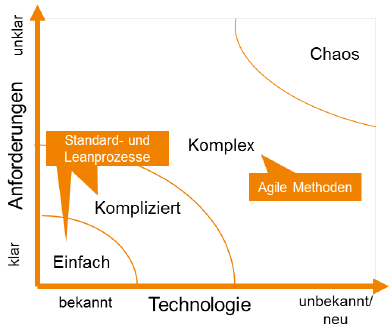 unklar
Chaos
Anforderungen
Standard- und
Leanprozesse
Komplex
Agile Methoden
Kompliziert
klar
Einfach
bekannt
Technologie
unbekannt/
neu